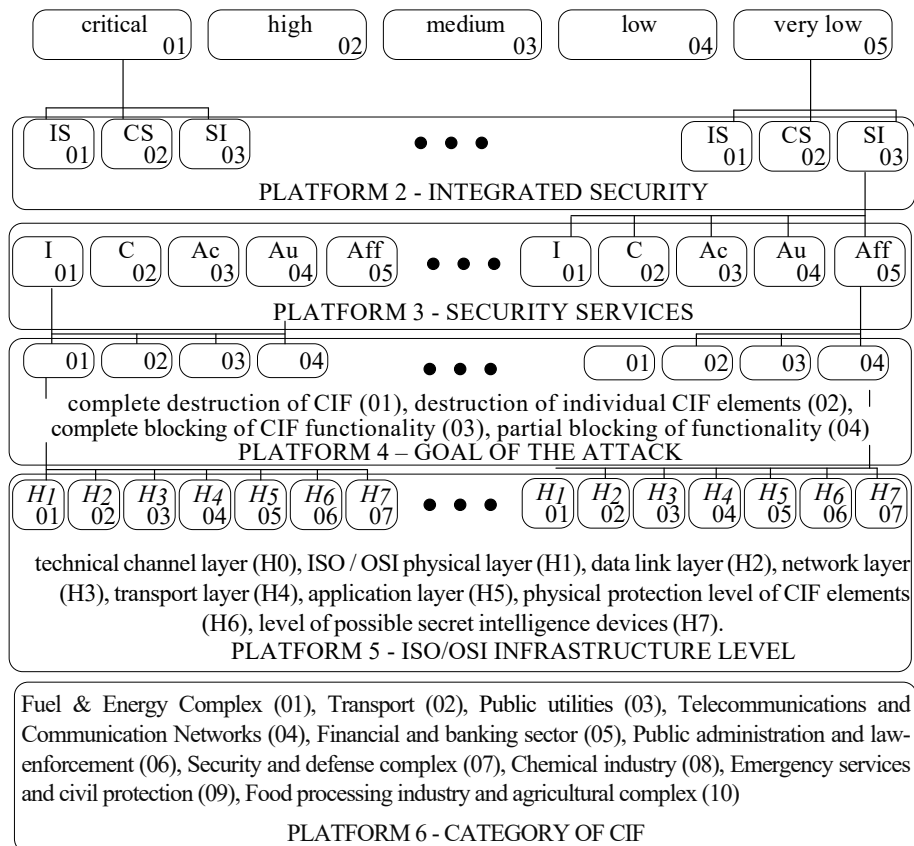 critical high medium low very low
01 02 03 04 05
IS CS SI IS CS SI
01 02 03 01 02 03
PLATFORM 2 - INTEGRATED SECURITY
I C Ac Au Aff I C Ac Au Aff
01 02 03 04 05 01 02 03 04 05
PLATFORM 3 - SECURITY SERVICES
01 02 03 04 01 02 03 04
complete destruction of CIF (01), destruction of individual CIF elements (02),
complete blocking of CIF functionality (03), partial blocking of functionality (04)
PLATFORM 4 – GOAL OF THE ATTACK
H1 H2 H3 H4 H5 H6 H7 H1 H2 H3 H4 H5 H6 H7
01 02 03 04 05 06 07 01 02 03 04 05 06 07
technical channel layer (H0), ISO / OSI physical layer (H1), data link layer (H2), network layer
(H3), transport layer (H4), application layer (H5), physical protection level of CIF elements
(H6), level of possible secret intelligence devices (H7).
PLATFORM 5 - ISO/OSI INFRASTRUCTURE LEVEL
Fuel & Energy Complex (01), Transport (02), Public utilities (03), Telecommunications and
Communication Networks (04), Financial and banking sector (05), Public administration and law-
enforcement (06), Security and defense complex (07), Chemical industry (08), Emergency services
and civil protection (09), Food processing industry and agricultural complex (10)
PLATFORM 6 - CATEGORY OF CIF